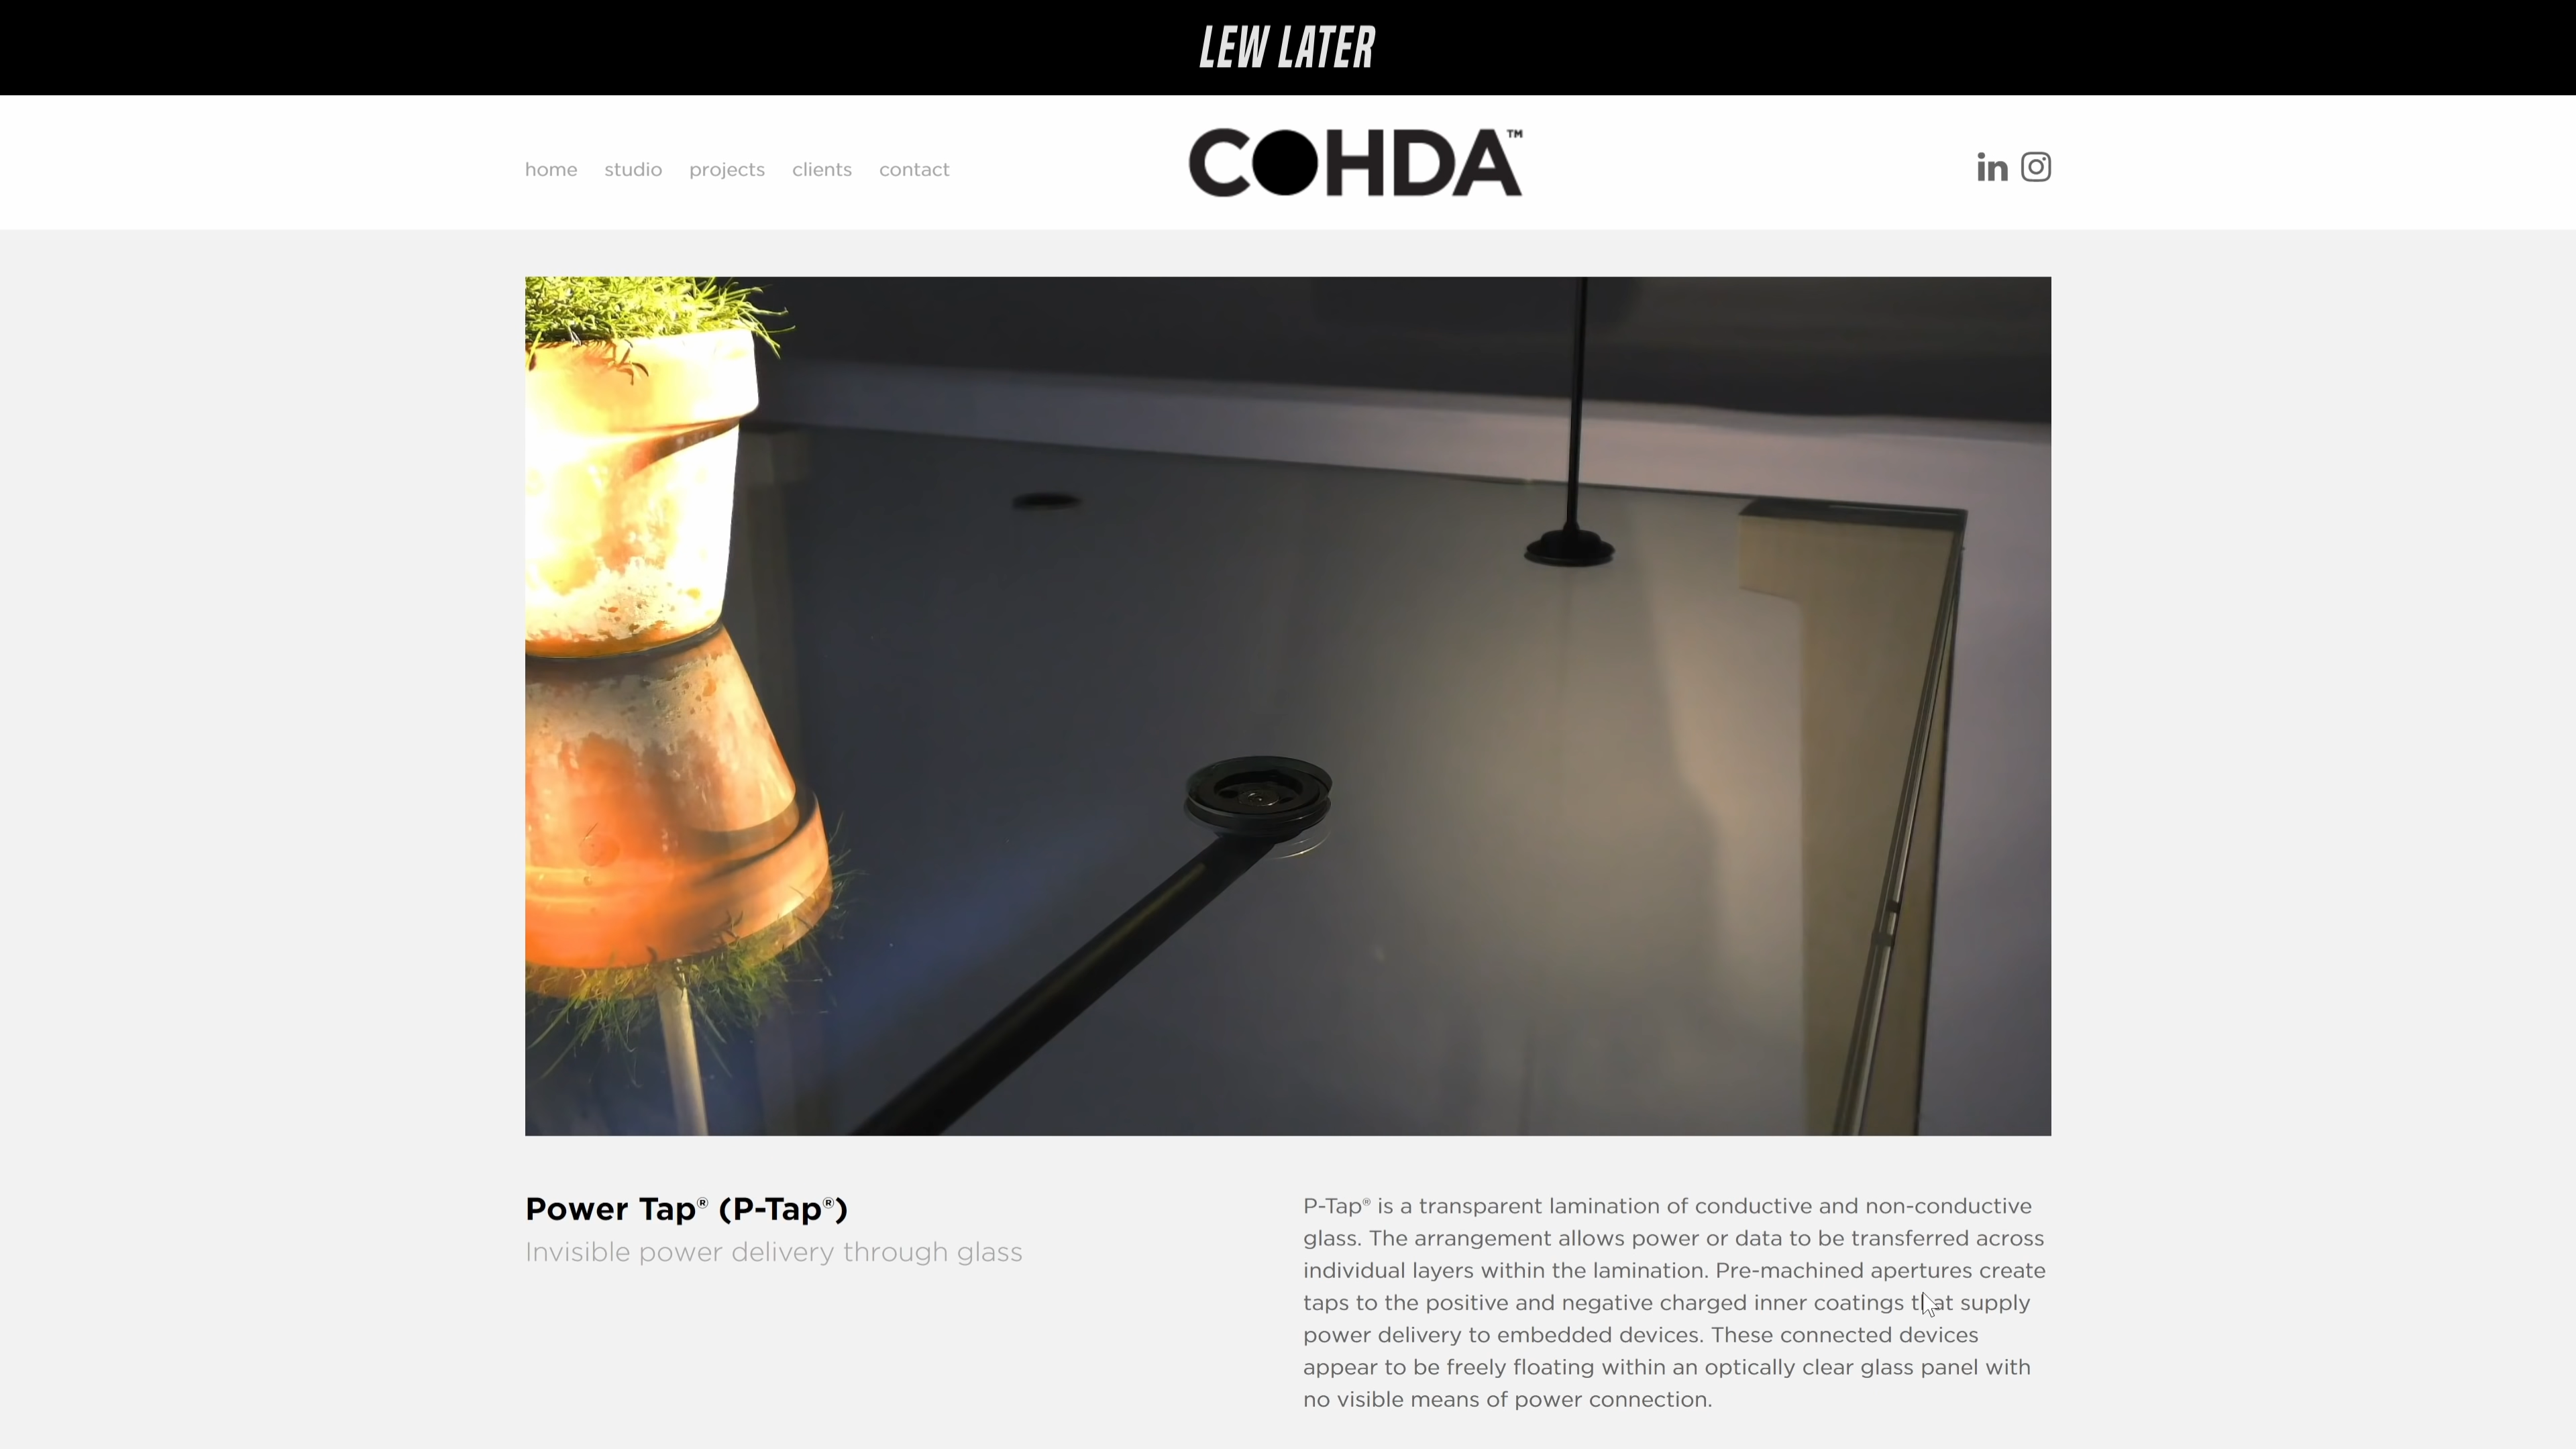 LEW LATER
home studio projects clients contact
COHDA™
in
Power Tap® (P-Tap®)
Invisible power delivery through glass
P-Tap® is a transparent lamination of conductive and non-conductive
glass. The arrangement allows power or data to be transferred across
individual layers within the lamination. Pre-machined apertures create
taps to the positive and negative charged inner coatings that supply
power delivery to embedded devices. These connected devices
appear to be freely floating within an optically clear glass panel with
no visible means of power connection.